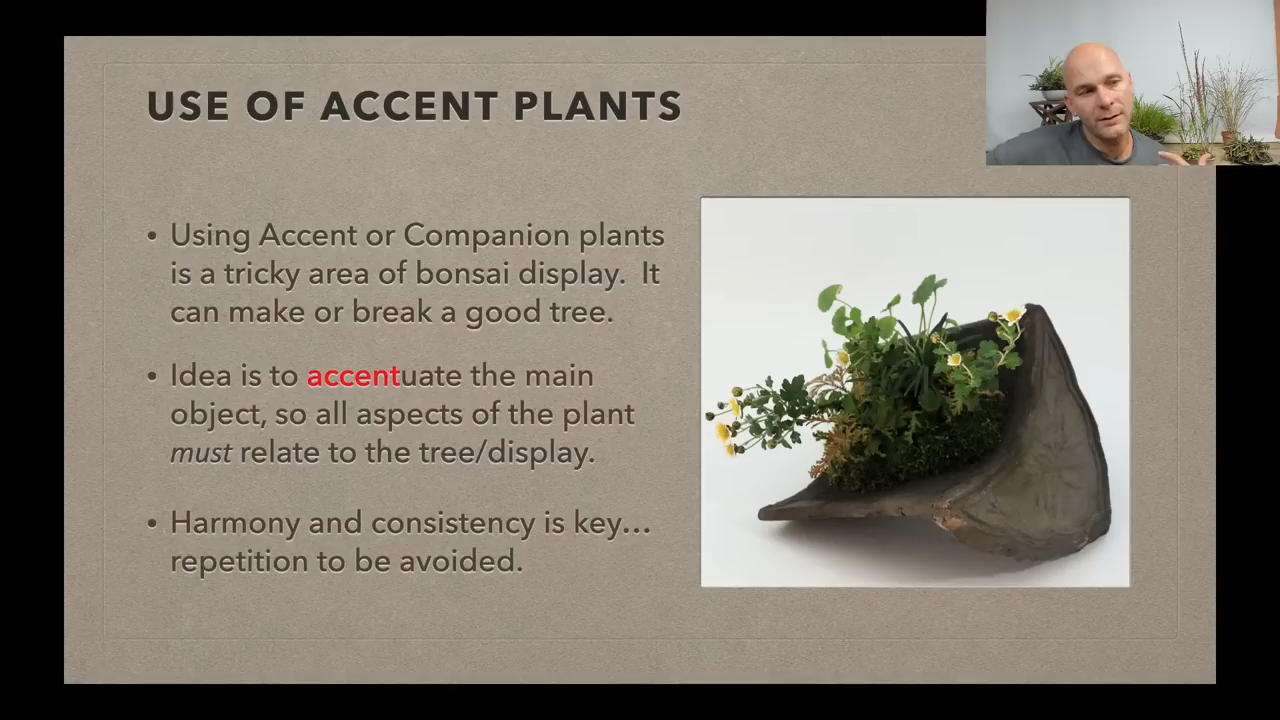 USE OF ACCENT PLANTS
• Using Accent or Companion plants
is a tricky area of bonsai display.  It
can make or break a good tree.
• Idea is to accentuate the main
object, so all aspects of the plant
must relate to the tree/display.
• Harmony and consistency is key…
repetition to be avoided.